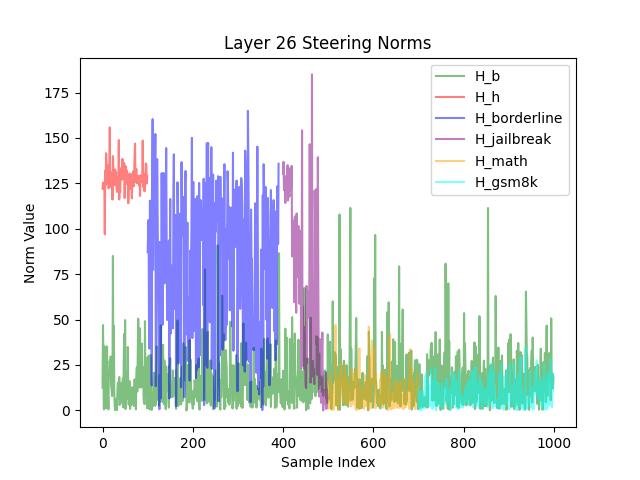 Layer 26 Steering Norms
Norm Value
175
150
125
100
75
50
25
0
0 200 400 600 800 1000
Sample Index
H_b
H_h
H_borderline
H_jailbreak
H_math
H_gsm8k